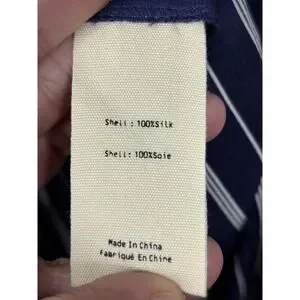 Shell: 100%Silk
Shell: 100%Soie
Made In China
Fabriqué En Chine